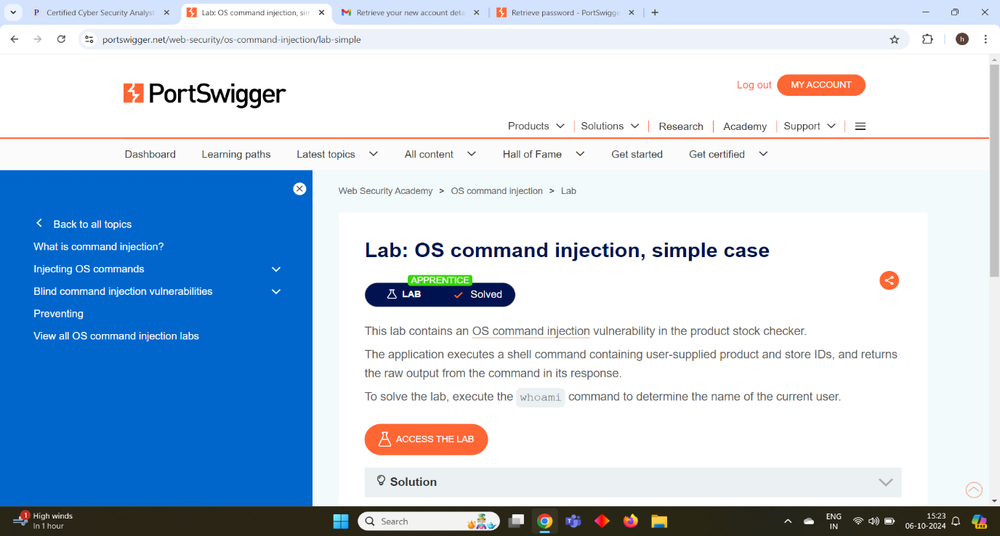 Certified Cyber Security Analyst
Lab: OS command injection, sim
Retrieve your new account deta
Retrieve password - PortSwigge
portswigger.net/web-security/os-command-injection/lab-simple
h
PortSwigger
Log out
MY ACCOUNT
Products
Solutions
Research
Academy
Support
Dashboard
Learning paths
Latest topics
All content
Hall of Fame
Get started
Get certified
Back to all topics
What is command injection?
Injecting OS commands
Blind command injection vulnerabilities
Preventing
View all OS command injection labs
Web Security Academy > OS command injection > Lab
Lab: OS command injection, simple case
APPRENTICE
LAB
Solved
This lab contains an OS command injection vulnerability in the product stock checker.
The application executes a shell command containing user-supplied product and store IDs, and returns
the raw output from the command in its response.
To solve the lab, execute the whoami command to determine the name of the current user.
ACCESS THE LAB
Solution
1
High winds
In 1 hour
Search
ENG
IN
15:23
06-10-2024
PRE